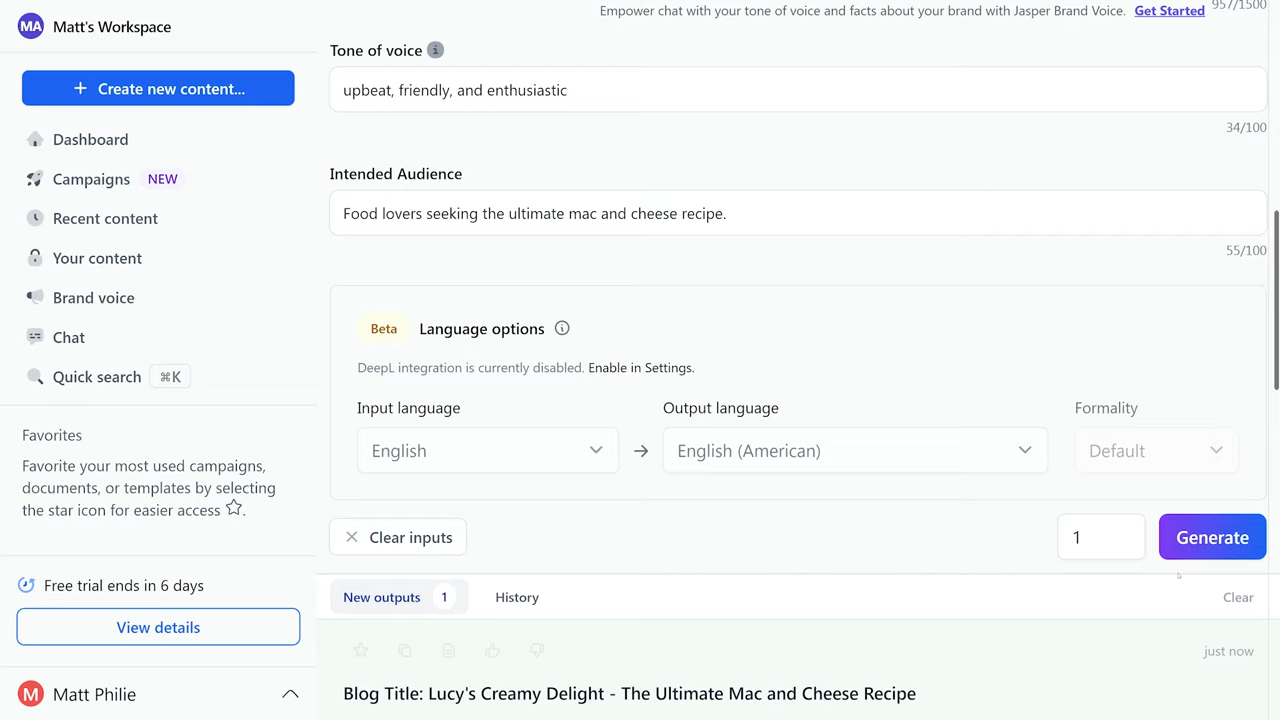 MA Matt's Workspace
+ Create new content...
Dashboard
Campaigns NEW
Recent content
Your content
Brand voice
Chat
Quick search ⌘K
Favorites
Favorite your most used campaigns,
documents, or templates by selecting
the star icon for easier access ☆.
Free trial ends in 6 days
View details
M Matt Philie
Empower chat with your tone of voice and facts about your brand with Jasper Brand Voice. Get Started 957/1500
Tone of voice i
upbeat, friendly, and enthusiastic
34/100
Intended Audience
Food lovers seeking the ultimate mac and cheese recipe.
55/100
Beta Language options
DeepL integration is currently disabled. Enable in Settings.
Input language Output language Formality
English → English (American) Default
× Clear inputs 1 Generate
New outputs 1 History Clear
just now
Blog Title: Lucy's Creamy Delight - The Ultimate Mac and Cheese Recipe